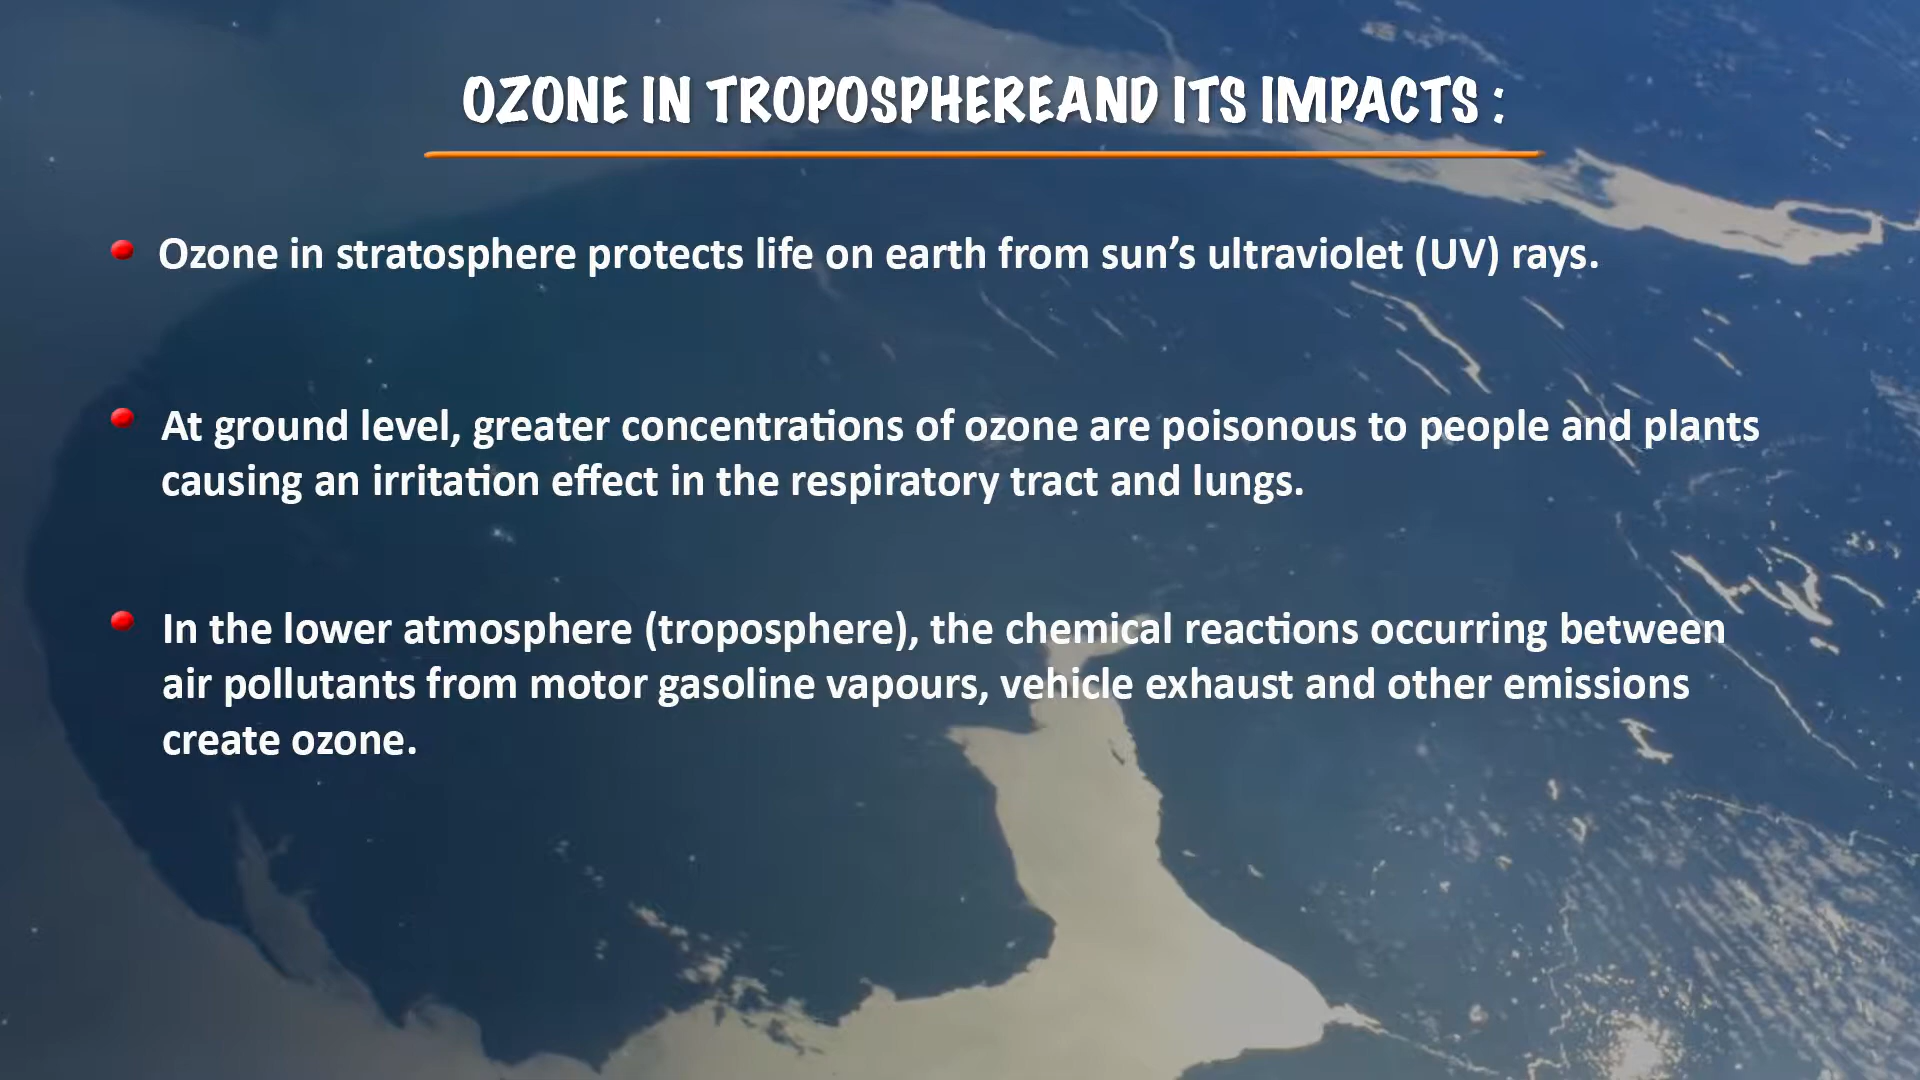 OZONE IN TROPOSPHEREAND ITS IMPACTS :
Ozone in stratosphere protects life on earth from sun’s ultraviolet (UV) rays.
At ground level, greater concentrations of ozone are poisonous to people and plants
causing an irritation effect in the respiratory tract and lungs.
In the lower atmosphere (troposphere), the chemical reactions occurring between
air pollutants from motor gasoline vapours, vehicle exhaust and other emissions
create ozone.